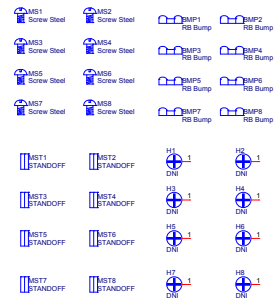 MS1
Screw Steel
MS2
Screw Steel
BMP1
RB Bump
BMP2
RB Bump
MS3
Screw Steel
MS4
Screw Steel
BMP3
RB Bump
BMP4
RB Bump
MS5
Screw Steel
MS6
Screw Steel
BMP5
RB Bump
BMP6
RB Bump
MS7
Screw Steel
MS8
Screw Steel
BMP7
RB Bump
BMP8
RB Bump
MST1
STANDOFF
MST2
STANDOFF
H1
1
DNI
H2
1
DNI
MST3
STANDOFF
MST4
STANDOFF
H3
1
DNI
H4
1
DNI
MST5
STANDOFF
MST6
STANDOFF
H5
1
DNI
H6
1
DNI
MST7
STANDOFF
MST8
STANDOFF
H7
1
DNI
H8
1
DNI